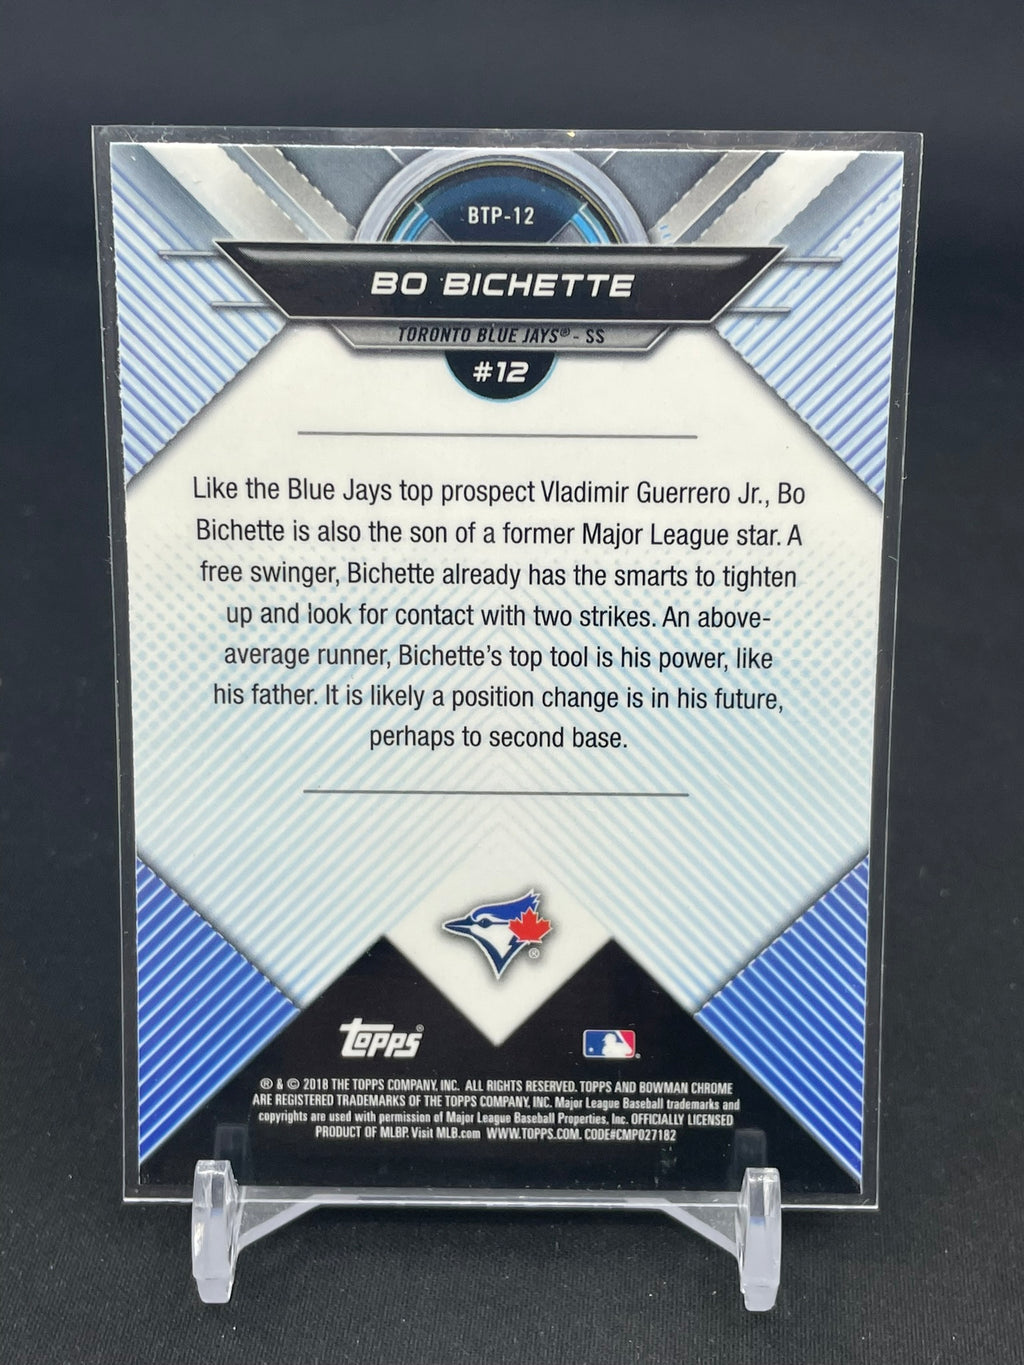 BTP-12
BO BICHETTE
TORONTO BLUE JAYS® - SS
#12
Like the Blue Jays top prospect Vladimir Guerrero Jr., Bo
Bichette is also the son of a former Major League star. A
free swinger, Bichette already has the smarts to tighten
up and look for contact with two strikes. An above-
average runner, Bichette's top tool is his power, like
his father. It is likely a position change is in his future,
perhaps to second base.
®
Topps®
® & © 2018 THE TOPPS COMPANY, INC. ALL RIGHTS RESERVED. TOPPS AND BOWMAN CHROME
ARE REGISTERED TRADEMARKS OF THE TOPPS COMPANY, INC. Major League Baseball trademarks and
copyrights are used with permission of Major League Baseball Properties, Inc. OFFICIALLY LICENSED
PRODUCT OF MLBP. Visit MLB.com WWW.TOPPS.COM. CODE#CMP027182